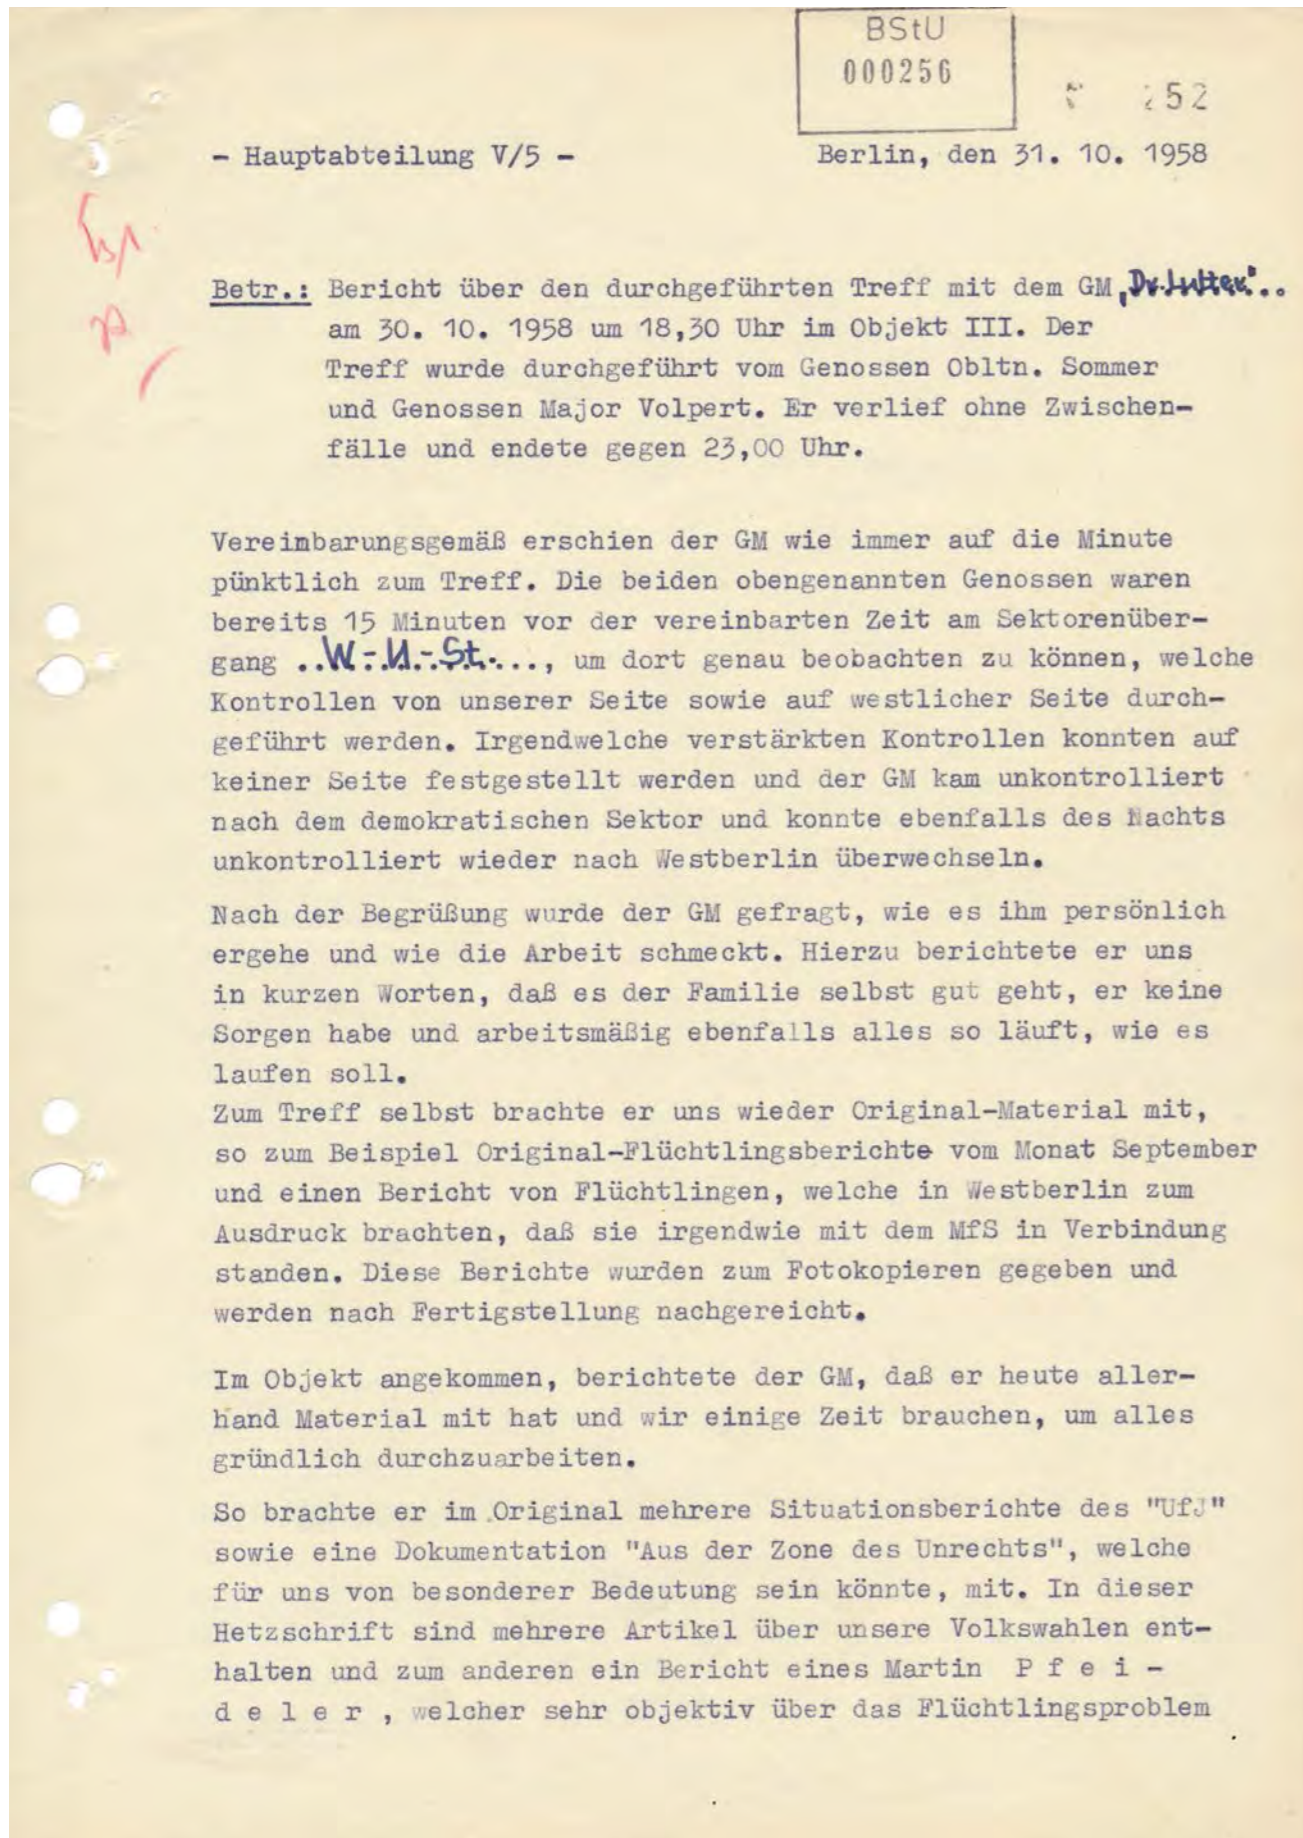 BStU
000256
252
- Hauptabteilung V/5 -
Berlin, den 31. 10. 1958
Betr.: Bericht über den durchgeführten Treff mit dem GM „Dr. Lutter"..
am 30. 10. 1958 um 18,30 Uhr im Objekt III. Der
Treff wurde durchgeführt vom Genossen Obltn. Sommer
und Genossen Major Volpert. Er verlief ohne Zwischen-
fälle und endete gegen 23,00 Uhr.
Vereinbarungsgemäß erschien der GM wie immer auf die Minute
pünktlich zum Treff. Die beiden obengenannten Genossen waren
bereits 15 Minuten vor der vereinbarten Zeit am Sektorenüber-
gang ..W.-U.-St...., um dort genau beobachten zu können, welche
Kontrollen von unserer Seite sowie auf westlicher Seite durch-
geführt werden. Irgendwelche verstärkten Kontrollen konnten auf
keiner Seite festgestellt werden und der GM kam unkontrolliert
nach dem demokratischen Sektor und konnte ebenfalls des Nachts
unkontrolliert wieder nach Westberlin überwechseln.
Nach der Begrüßung wurde der GM gefragt, wie es ihm persönlich
ergehe und wie die Arbeit schmeckt. Hierzu berichtete er uns
in kurzen Worten, daß es der Familie selbst gut geht, er keine
Sorgen habe und arbeitsmäßig ebenfalls alles so läuft, wie es
laufen soll.
Zum Treff selbst brachte er uns wieder Original-Material mit,
so zum Beispiel Original-Flüchtlingsberichte vom Monat September
und einen Bericht von Flüchtlingen, welche in Westberlin zum
Ausdruck brachten, daß sie irgendwie mit dem MfS in Verbindung
standen. Diese Berichte wurden zum Fotokopieren gegeben und
werden nach Fertigstellung nachgereicht.
Im Objekt angekommen, berichtete der GM, daß er heute aller-
hand Material mit hat und wir einige Zeit brauchen, um alles
gründlich durchzuarbeiten.
So brachte er im Original mehrere Situationsberichte des "UfJ"
sowie eine Dokumentation "Aus der Zone des Unrechts", welche
für uns von besonderer Bedeutung sein könnte, mit. In dieser
Hetzschrift sind mehrere Artikel über unsere Volkswahlen ent-
halten und zum anderen ein Bericht eines Martin P f e i -
d e l e r , welcher sehr objektiv über das Flüchtlingsproblem